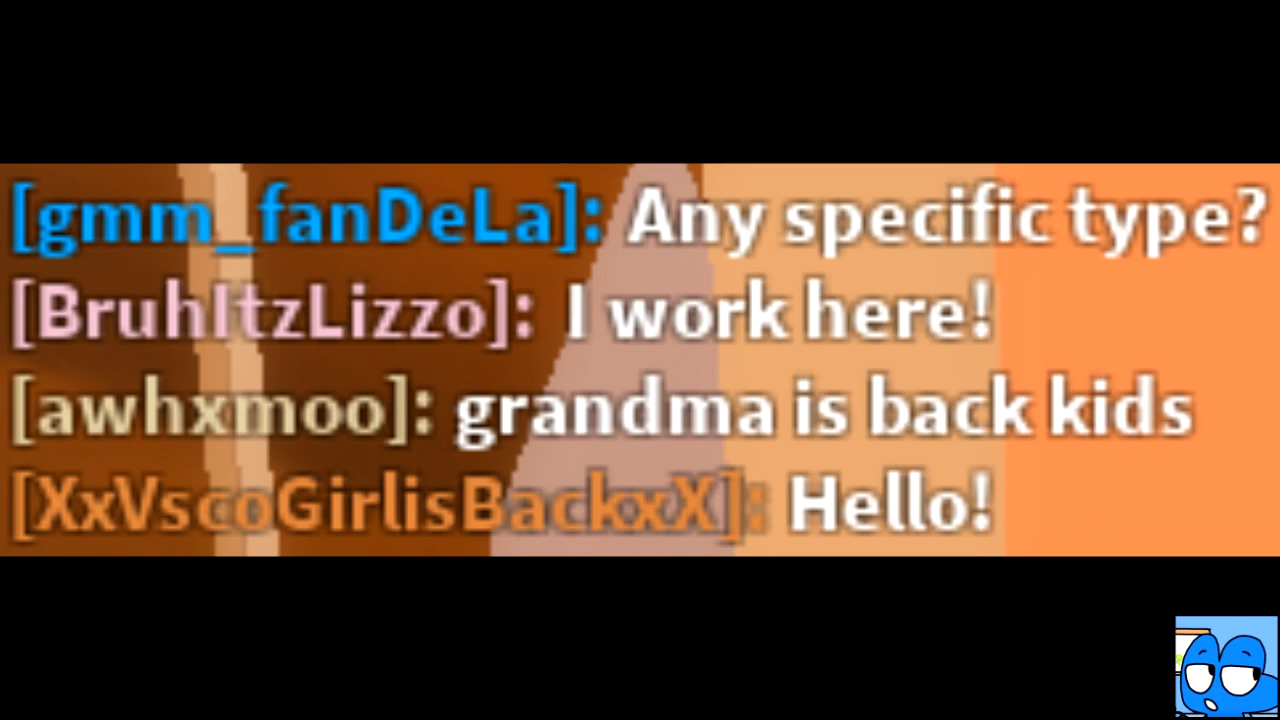 [gmm_fanDeLa]: Any specific type?
[BruhItzLizzo]: I work here!
[awhxmoo]: grandma is back kids
[XxVscoGirlisBackxX]: Hello!